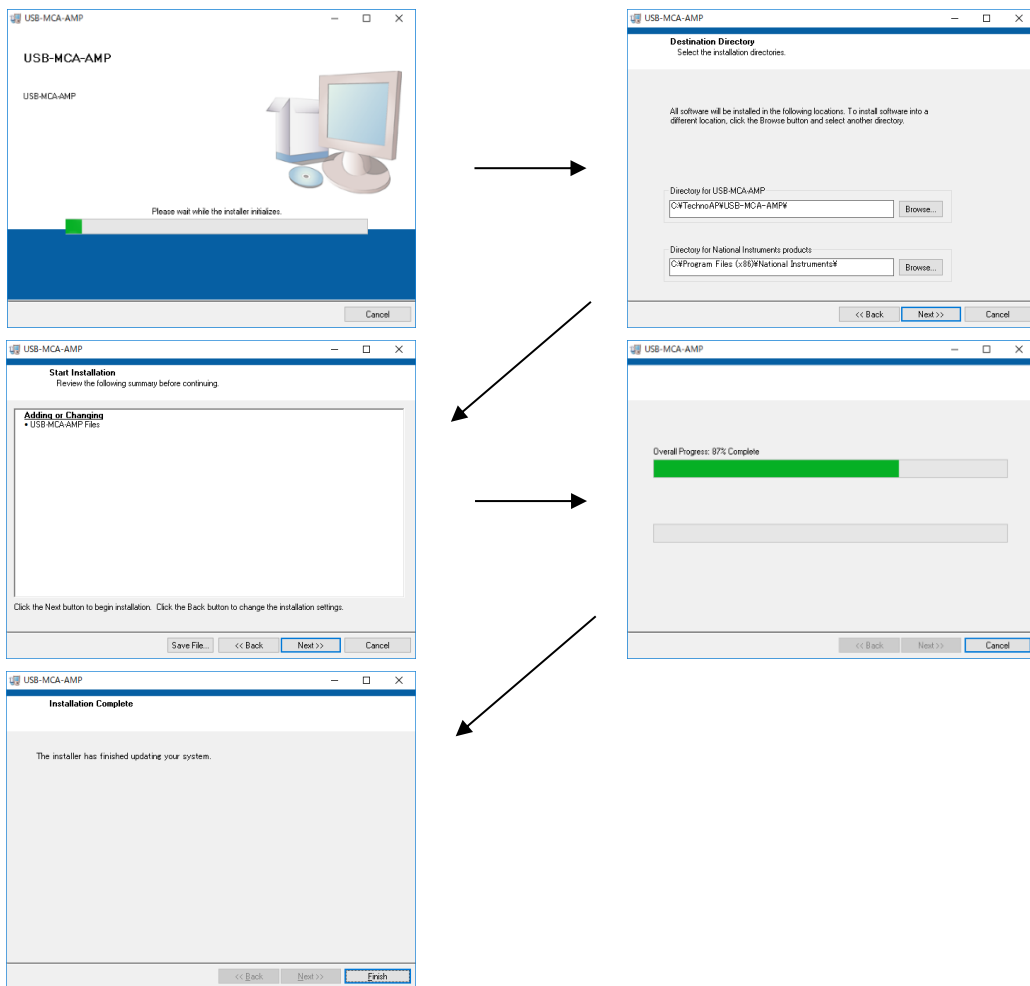 USB-MCA-AMP
USB-MCA-AMP
USB-MCA-AMP
Please wait while the installer initializes.
Cancel
USB-MCA-AMP
Destination Directory
Select the installation directories.
All software will be installed in the following locations. To install software into a
different location, click the Browse button and select another directory.
Directory for USB-MCA-AMP
C:¥TechnoAP¥USB-MCA-AMP¥
Browse...
Directory for National Instruments products
C:¥Program Files (x86)¥National Instruments¥
Browse...
<< Back Next >> Cancel
USB-MCA-AMP
Start Installation
Review the following summary before continuing.
Adding or Changing
• USB-MCA-AMP Files
Click the Next button to begin installation. Click the Back button to change the installation settings.
Save File... << Back Next >> Cancel
USB-MCA-AMP
Overall Progress: 87% Complete
<< Back Next >> Cancel
USB-MCA-AMP
Installation Complete
The installer has finished updating your system.
<< Back Next >> Finish